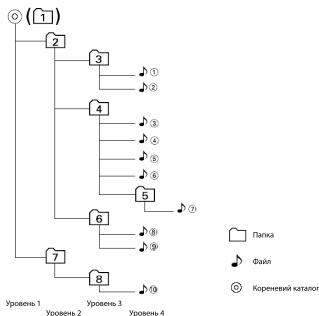 (1)
2
3
①
②
4
③
④
⑤
⑥
5
⑦
6
⑧
⑨
7
8
⑩
Папка
Файл
Кореневий каталог
Уровень 1
Уровень 3
Уровень 2
Уровень 4